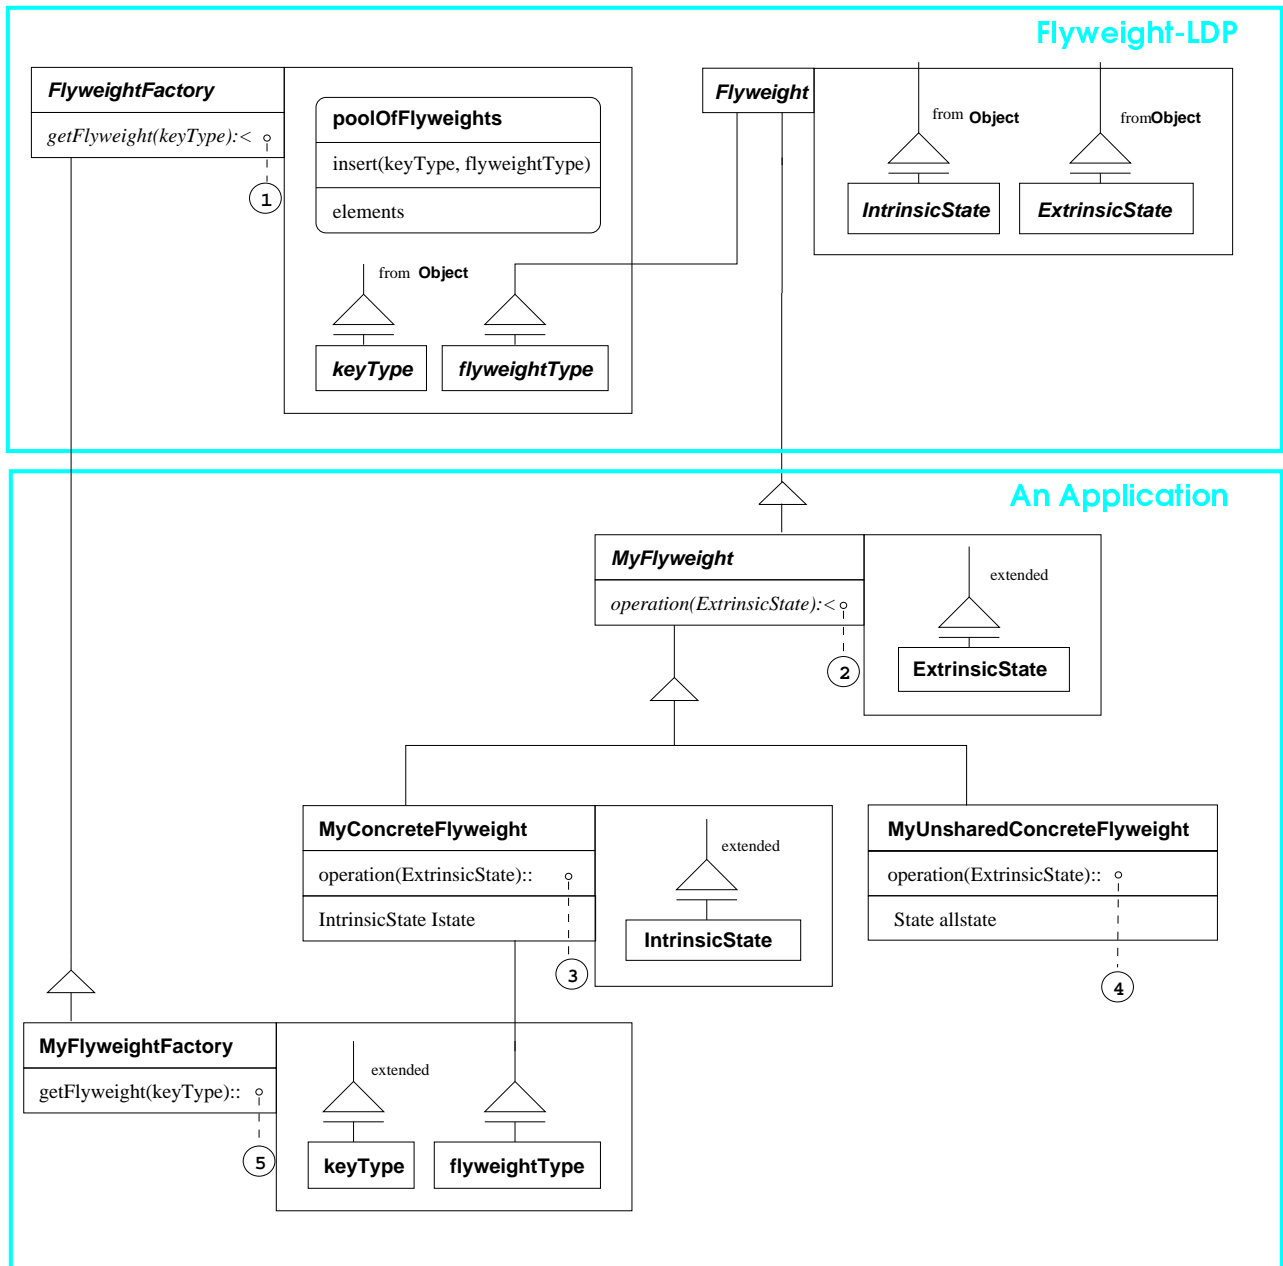 Flyweight-LDP
FlyweightFactory
getFlyweight(keyType):<
1
poolOfFlyweights
insert(keyType, flyweightType)
elements
from Object
keyType
flyweightType
Flyweight
from Object
fromObject
IntrinsicState
ExtrinsicState
An Application
MyFlyweight
operation(ExtrinsicState):<
2
extended
ExtrinsicState
MyConcreteFlyweight
operation(ExtrinsicState)::
IntrinsicState Istate
3
extended
IntrinsicState
MyUnsharedConcreteFlyweight
operation(ExtrinsicState)::
State allstate
4
MyFlyweightFactory
getFlyweight(keyType)::
5
extended
keyType
flyweightType